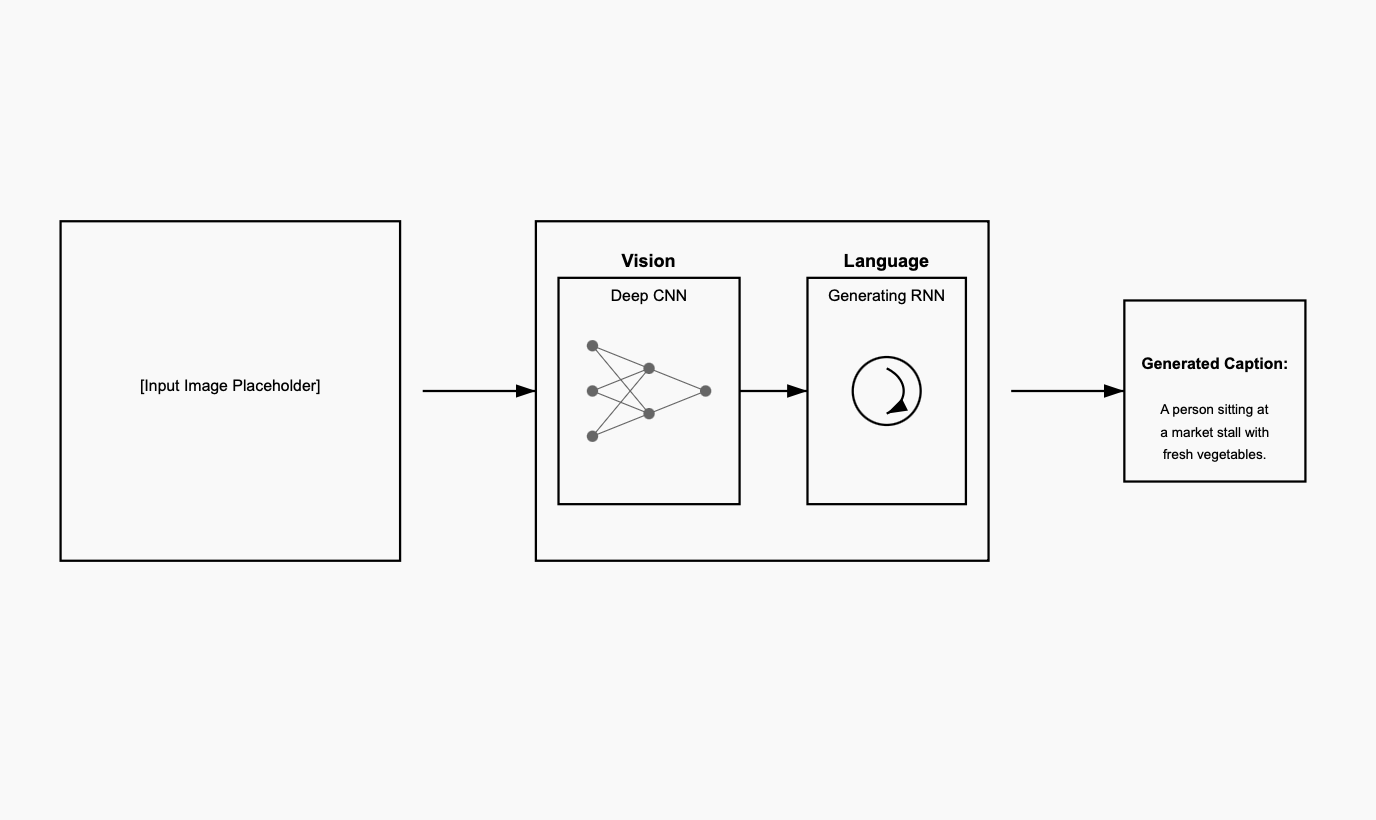 [Input Image Placeholder]
Vision
Deep CNN
Language
Generating RNN
Generated Caption:
A person sitting at
a market stall with
fresh vegetables.